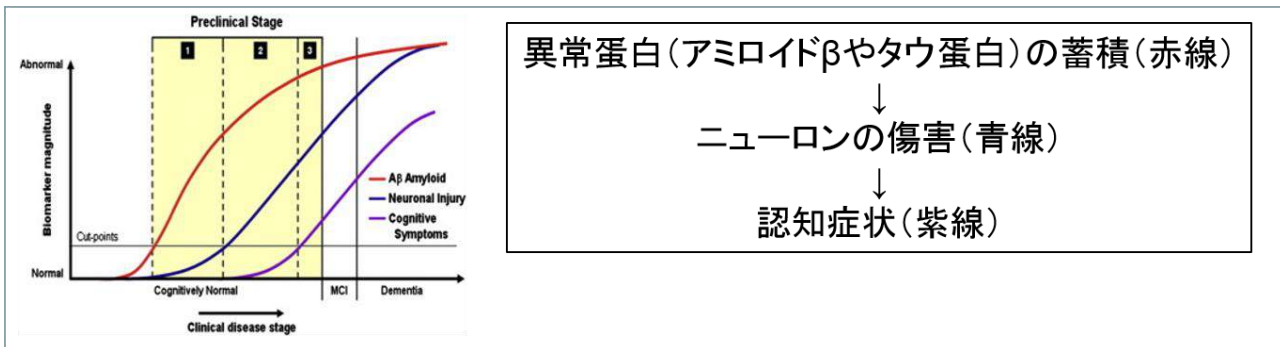 Preclinical Stage
1
2
3
Abnormal
Biomarker magnitude
Aβ Amyloid
Neuronal Injury
Cognitive
Symptoms
Cut-points
Normal
Cognitively Normal
MCI
Dementia
Clinical disease stage
異常蛋白(アミロイドβやタウ蛋白)の蓄積(赤線)
↓
ニューロンの傷害(青線)
↓
認知症状(紫線)